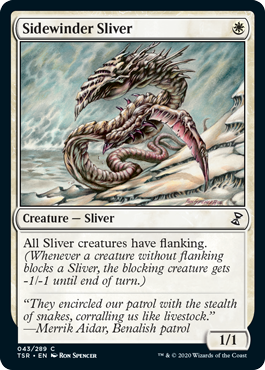 Sidewinder Sliver
Creature — Sliver
All Sliver creatures have flanking.
(Whenever a creature without flanking
blocks a Sliver, the blocking creature gets
-1/-1 until end of turn.)
“They encircled our patrol with the stealth
of snakes, corralling us like livestock.”
—Merrik Aidar, Benalish patrol
1/1
043/289 C
TSR • EN Ron Spencer
™ & © 2020 Wizards of the Coast